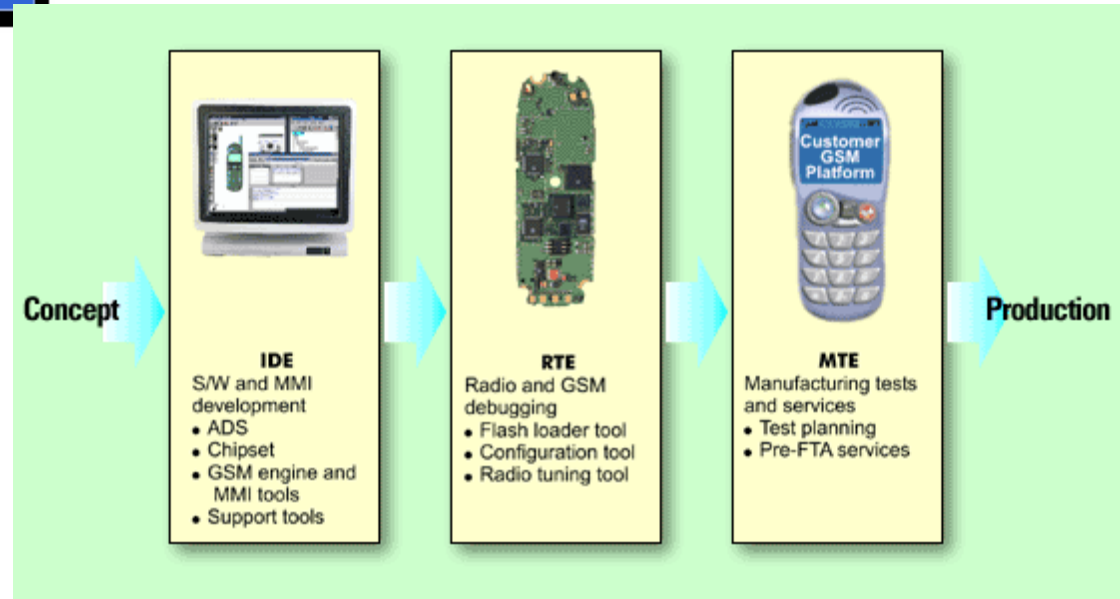 Concept
IDE
S/W and MMI
development
• ADS
• Chipset
• GSM engine and
MMI tools
• Support tools
RTE
Radio and GSM
debugging
• Flash loader tool
• Configuration tool
• Radio tuning tool
Customer
GSM
Platform
MTE
Manufacturing tests
and services
• Test planning
• Pre-FTA services
Production